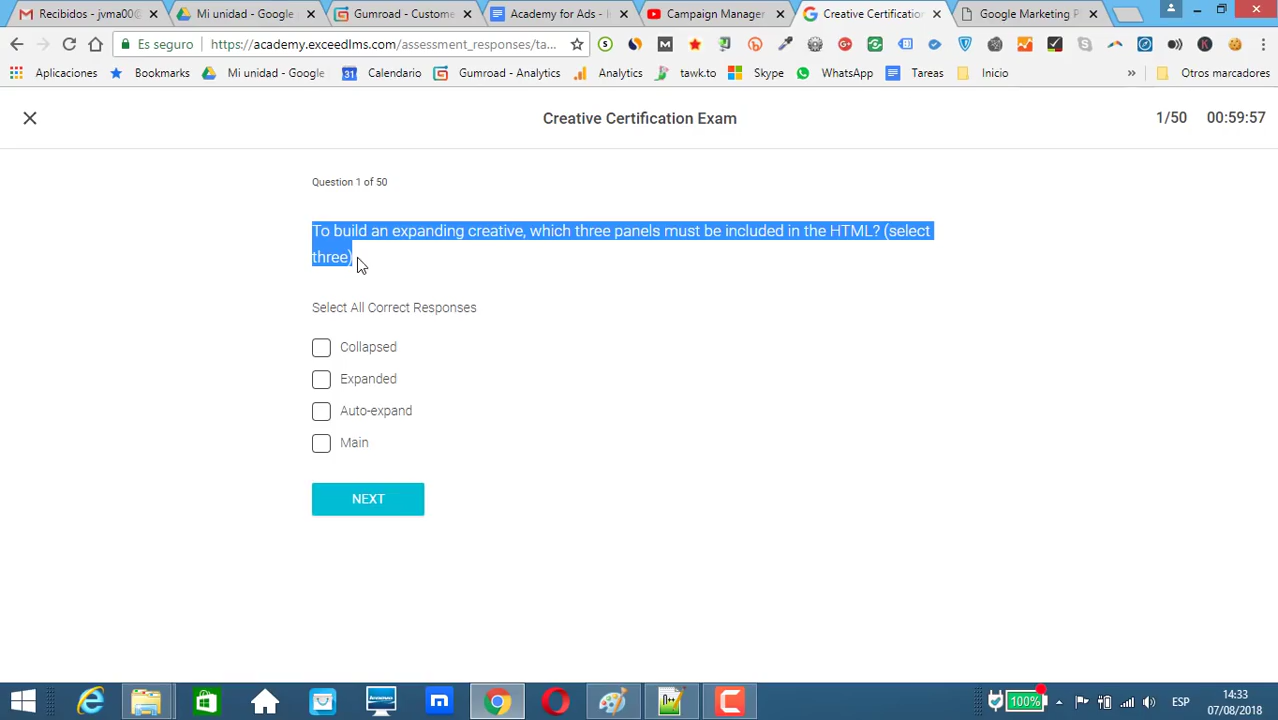 Recibidos - jvma00@
Mi unidad - Google
Gumroad - Custome
Academy for Ads - I
Campaign Manager
Creative Certification
Google Marketing P
Es seguro
https://academy.exceedlms.com/assessment_responses/ta...
Aplicaciones
Bookmark
Mi unidad - Google
31
Calendario
Gumroad - Analytics
Analytics
tawk.to
Skype
WhatsApp
Tareas
Inicio
»
Otros marcadores
Creative Certification Exam
1/50
00:59:57
Question 1 of 50
To build an expanding creative, which three panels must be included in the HTML? (select
three)
Select All Correct Responses
Collapsed
Expanded
Auto-expand
Main
NEXT
100%
ESP
14:33
07/08/2018